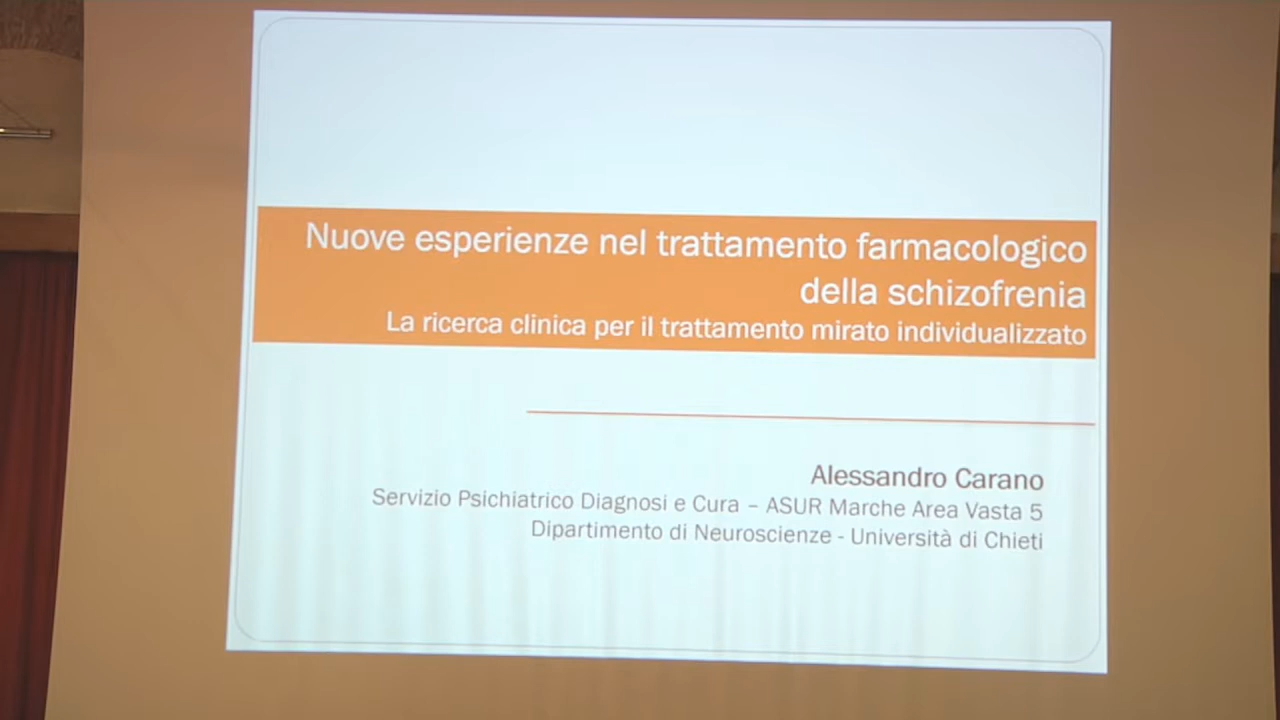 Nuove esperienze nel trattamento farmacologico
della schizofrenia
La ricerca clinica per il trattamento mirato individualizzato
Alessandro Carano
Servizio Psichiatrico Diagnosi e Cura – ASUR Marche Area Vasta 5
Dipartimento di Neuroscienze - Università di Chieti